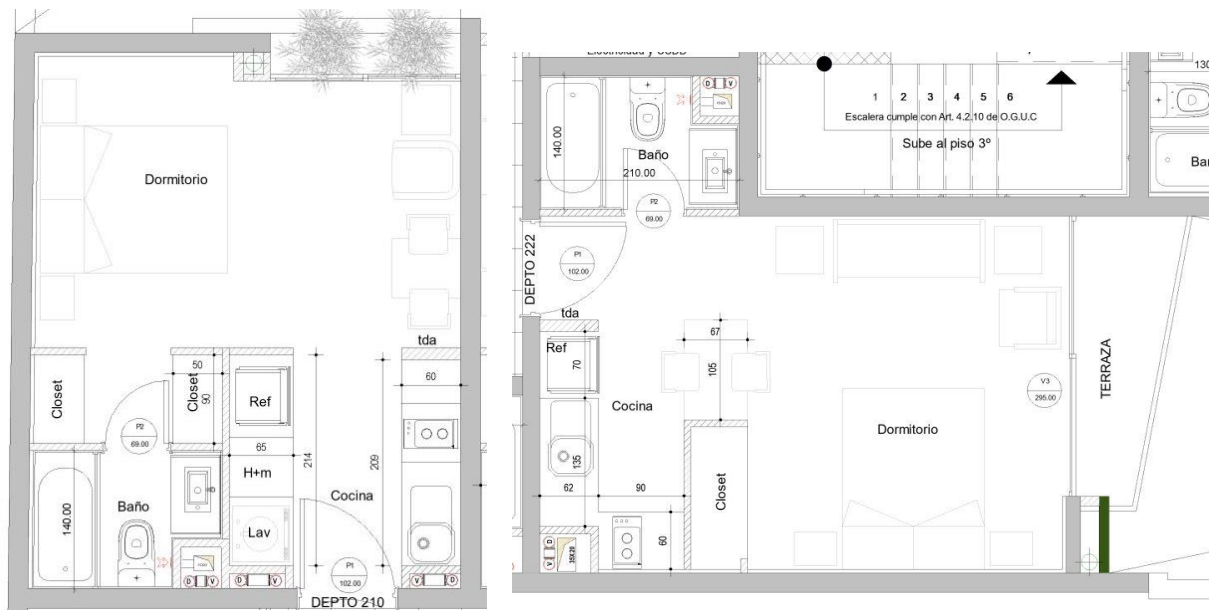 Dormitorio
tda
Closet
50
90
Closet
Ref
60
P2
69.00
65
214
209
H+m
Cocina
Baño
140.00
Lav
P1
102.00
D V
D V
V D
DEPTO 210
Electricidad y
D V
140.00
Baño
210.00
P2
69.00
1 2 3 4 5 6
Escalera cumple con Art. 4.2.10 de O.G.U.C
Sube al piso 3º
130
P1
102.00
DEPTO 222
tda
Ref
70
67
105
Cocina
V3
295.00
TERRAZA
Dormitorio
135
62
90
Closet
60
D
V
15X20